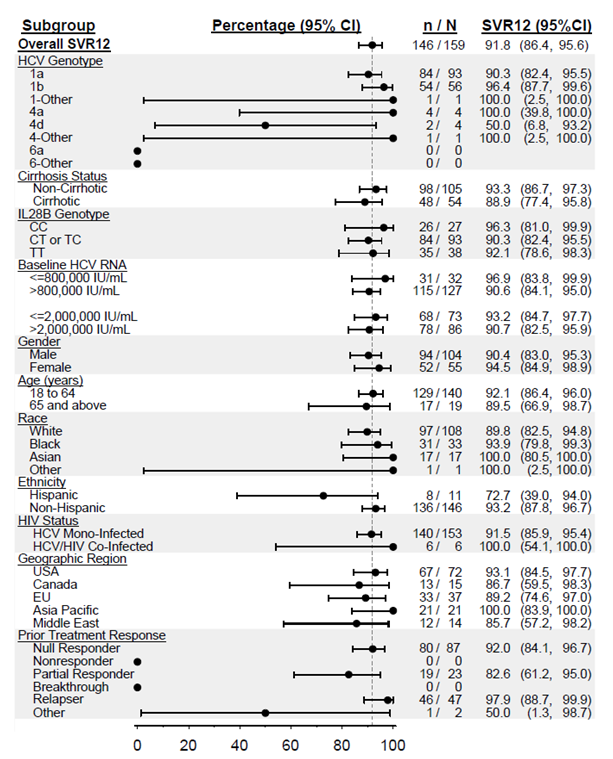 Subgroup Percentage (95% CI) n / N SVR12 (95%CI)
Overall SVR12 146 / 159 91.8 (86.4, 95.6)
HCV Genotype
1a 84 / 93 90.3 (82.4, 95.5)
1b 54 / 56 96.4 (87.7, 99.6)
1-Other 1 / 1 100.0 (2.5, 100.0)
4a 4 / 4 100.0 (39.8, 100.0)
4d 2 / 4 50.0 (6.8, 93.2)
4-Other 1 / 1 100.0 (2.5, 100.0)
6a 0 / 0
6-Other 0 / 0
Cirrhosis Status
Non-Cirrhotic 98 / 105 93.3 (86.7, 97.3)
Cirrhotic 48 / 54 88.9 (77.4, 95.8)
IL28B Genotype
CC 26 / 27 96.3 (81.0, 99.9)
CT or TC 84 / 93 90.3 (82.4, 95.5)
TT 35 / 38 92.1 (78.6, 98.3)
Baseline HCV RNA
<=800,000 IU/mL 31 / 32 96.9 (83.8, 99.9)
>800,000 IU/mL 115 / 127 90.6 (84.1, 95.0)
<=2,000,000 IU/mL 68 / 73 93.2 (84.7, 97.7)
>2,000,000 IU/mL 78 / 86 90.7 (82.5, 95.9)
Gender
Male 94 / 104 90.4 (83.0, 95.3)
Female 52 / 55 94.5 (84.9, 98.9)
Age (years)
18 to 64 129 / 140 92.1 (86.4, 96.0)
65 and above 17 / 19 89.5 (66.9, 98.7)
Race
White 97 / 108 89.8 (82.5, 94.8)
Black 31 / 33 93.9 (79.8, 99.3)
Asian 17 / 17 100.0 (80.5, 100.0)
Other 1 / 1 100.0 (2.5, 100.0)
Ethnicity
Hispanic 8 / 11 72.7 (39.0, 94.0)
Non-Hispanic 136 / 146 93.2 (87.8, 96.7)
HIV Status
HCV Mono-Infected 140 / 153 91.5 (85.9, 95.4)
HCV/HIV Co-Infected 6 / 6 100.0 (54.1, 100.0)
Geographic Region
USA 67 / 72 93.1 (84.5, 97.7)
Canada 13 / 15 86.7 (59.5, 98.3)
EU 33 / 37 89.2 (74.6, 97.0)
Asia Pacific 21 / 21 100.0 (83.9, 100.0)
Middle East 12 / 14 85.7 (57.2, 98.2)
Prior Treatment Response
Null Responder 80 / 87 92.0 (84.1, 96.7)
Nonresponder 0 / 0
Partial Responder 19 / 23 82.6 (61.2, 95.0)
Breakthrough 0 / 0
Relapser 46 / 47 97.9 (88.7, 99.9)
Other 1 / 2 50.0 (1.3, 98.7)
0 20 40 60 80 100